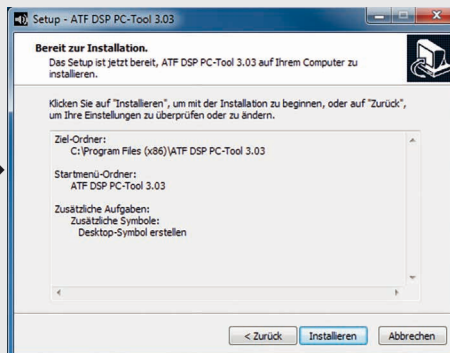 Setup - ATF DSP PC-Tool 3.03
Bereit zur Installation.
Das Setup ist jetzt bereit, ATF DSP PC-Tool 3.03 auf Ihrem Computer zu
installieren.
Klicken Sie auf "Installieren", um mit der Installation zu beginnen, oder auf "Zurück",
um Ihre Einstellungen zu überprüfen oder zu ändern.
Ziel-Ordner:
C:\Program Files (x86)\ATF DSP PC-Tool 3.03
Startmenü-Ordner:
ATF DSP PC-Tool 3.03
Zusätzliche Aufgaben:
Zusätzliche Symbole:
Desktop-Symbol erstellen
< Zurück Installieren Abbrechen